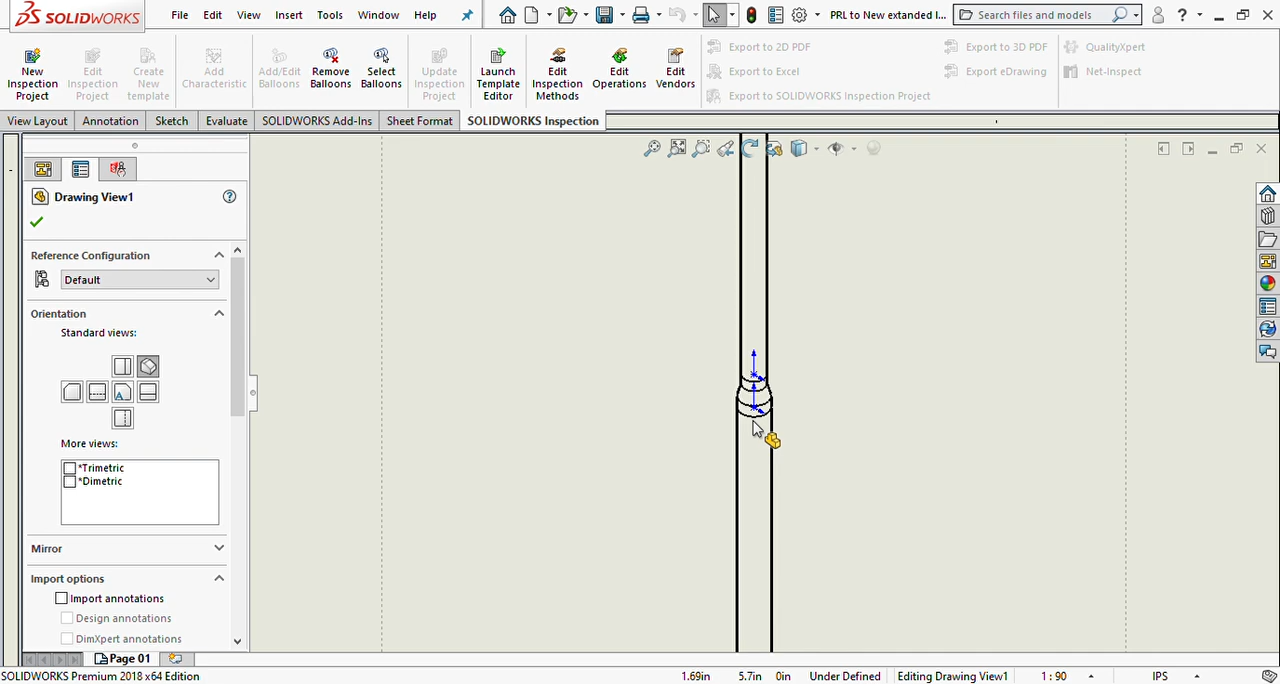 DS SOLIDWORKS File Edit View Insert Tools Window Help PRL to New extanded I... Search files and models ?
New Inspection Project
Edit Inspection Project
Create New template
Add Characteristic
Add/Edit Balloons
Remove Balloons
Select Balloons
Update Inspection Project
Launch Template Editor
Edit Inspection Methods
Edit Operations
Edit Vendors
Export to 2D PDF
Export to Excel
Export to SOLIDWORKS Inspection Project
Export to 3D PDF
Export eDrawing
QualityXpert
Net-Inspect
View Layout Annotation Sketch Evaluate SOLIDWORKS Add-Ins Sheet Format SOLIDWORKS Inspection
Drawing View1 ?
Reference Configuration
Default
Orientation
Standard views:
A
More views:
*Trimetric
*Dimetric
Mirror
Import options
Import annotations
Design annotations
DimXpert annotations
Page 01
SOLIDWORKS Premium 2018 x64 Edition 1.69in 5.7in 0in Under Defined Editing Drawing View1 1 : 90 IPS